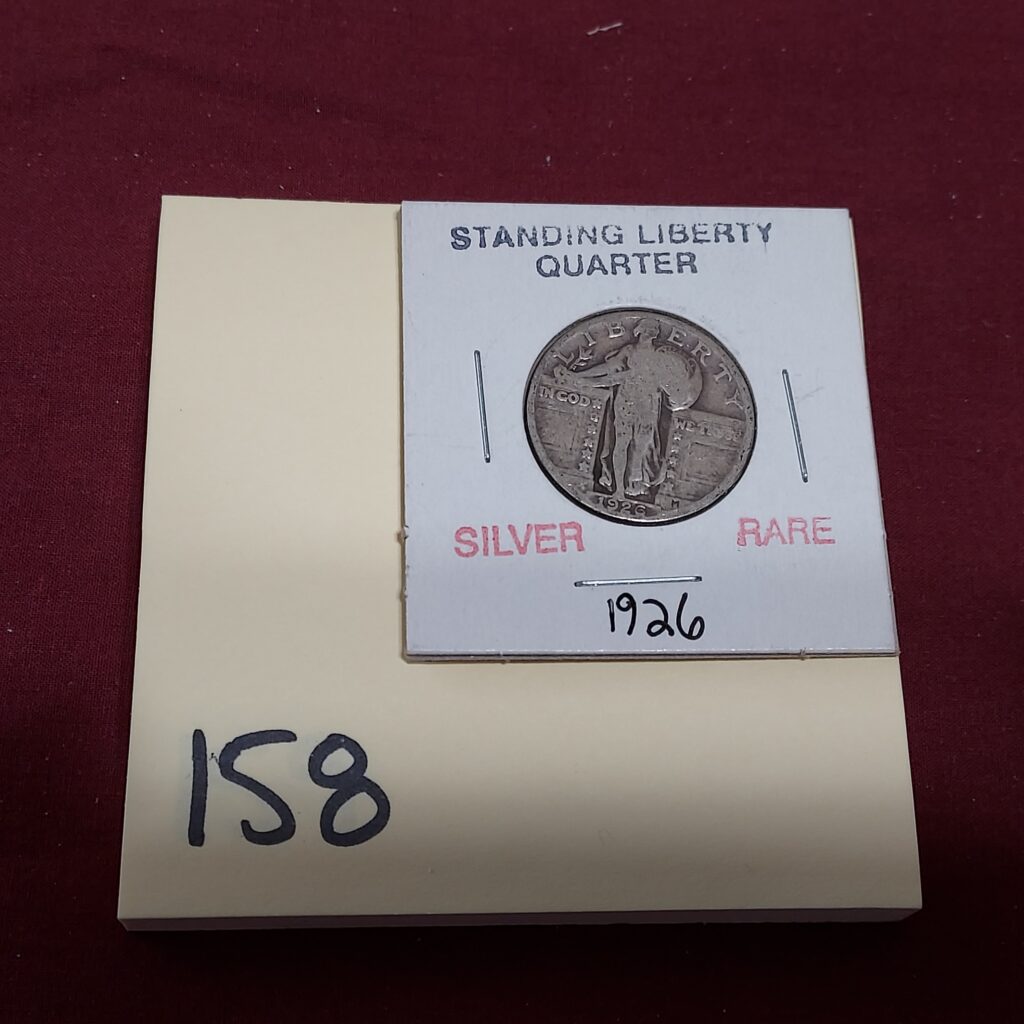 STANDING LIBERTY
QUARTER
LIBERTY
IN GOD
WE TRUST
1926
M
SILVER
RARE
1926
158